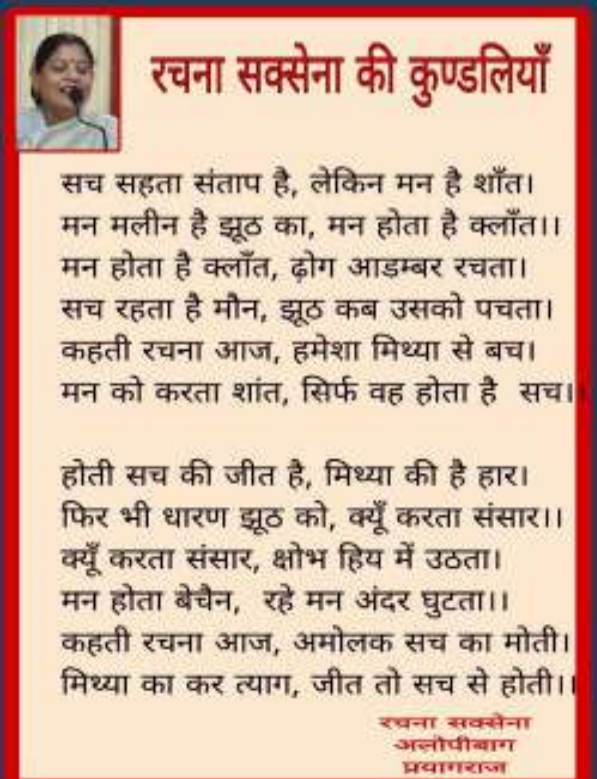 रचना सक्सेना की कुण्डलियाँ
सच सहता संताप है, लेकिन मन है शाँत।
मन मलीन है झूठ का, मन होता है क्लाँत।।
मन होता है क्लाँत, ढ़ोग आडम्बर रचता।
सच रहता है मौन, झूठ कब उसको पचता।
कहती रचना आज, हमेशा मिथ्या से बच।
मन को करता शांत, सिर्फ वह होता है सच।।
होती सच की जीत है, मिथ्या की है हार।
फिर भी धारण झूठ को, क्यूँ करता संसार।।
क्यूँ करता संसार, क्षोभ हिय में उठता।
मन होता बेचैन, रहे मन अंदर घुटता।।
कहती रचना आज, अमोलक सच का मोती।
मिथ्या का कर त्याग, जीत तो सच से होती।।
रचना सक्सेना
अलोपीबाग
प्रयागराज